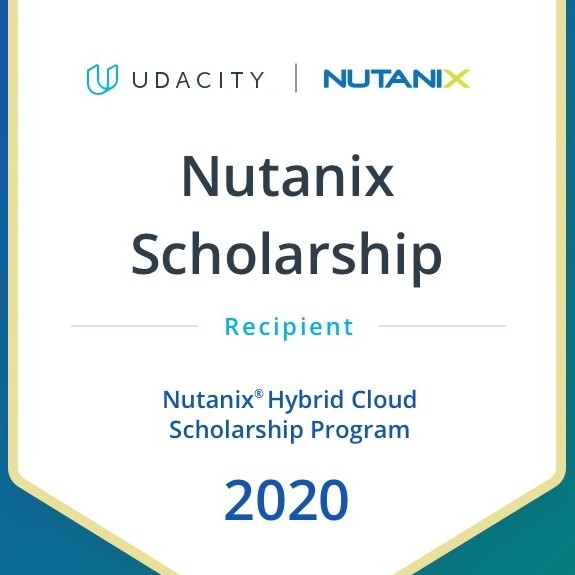 UDACITY | NUTANIX
Nutanix
Scholarship
Recipient
Nutanix® Hybrid Cloud
Scholarship Program
2020